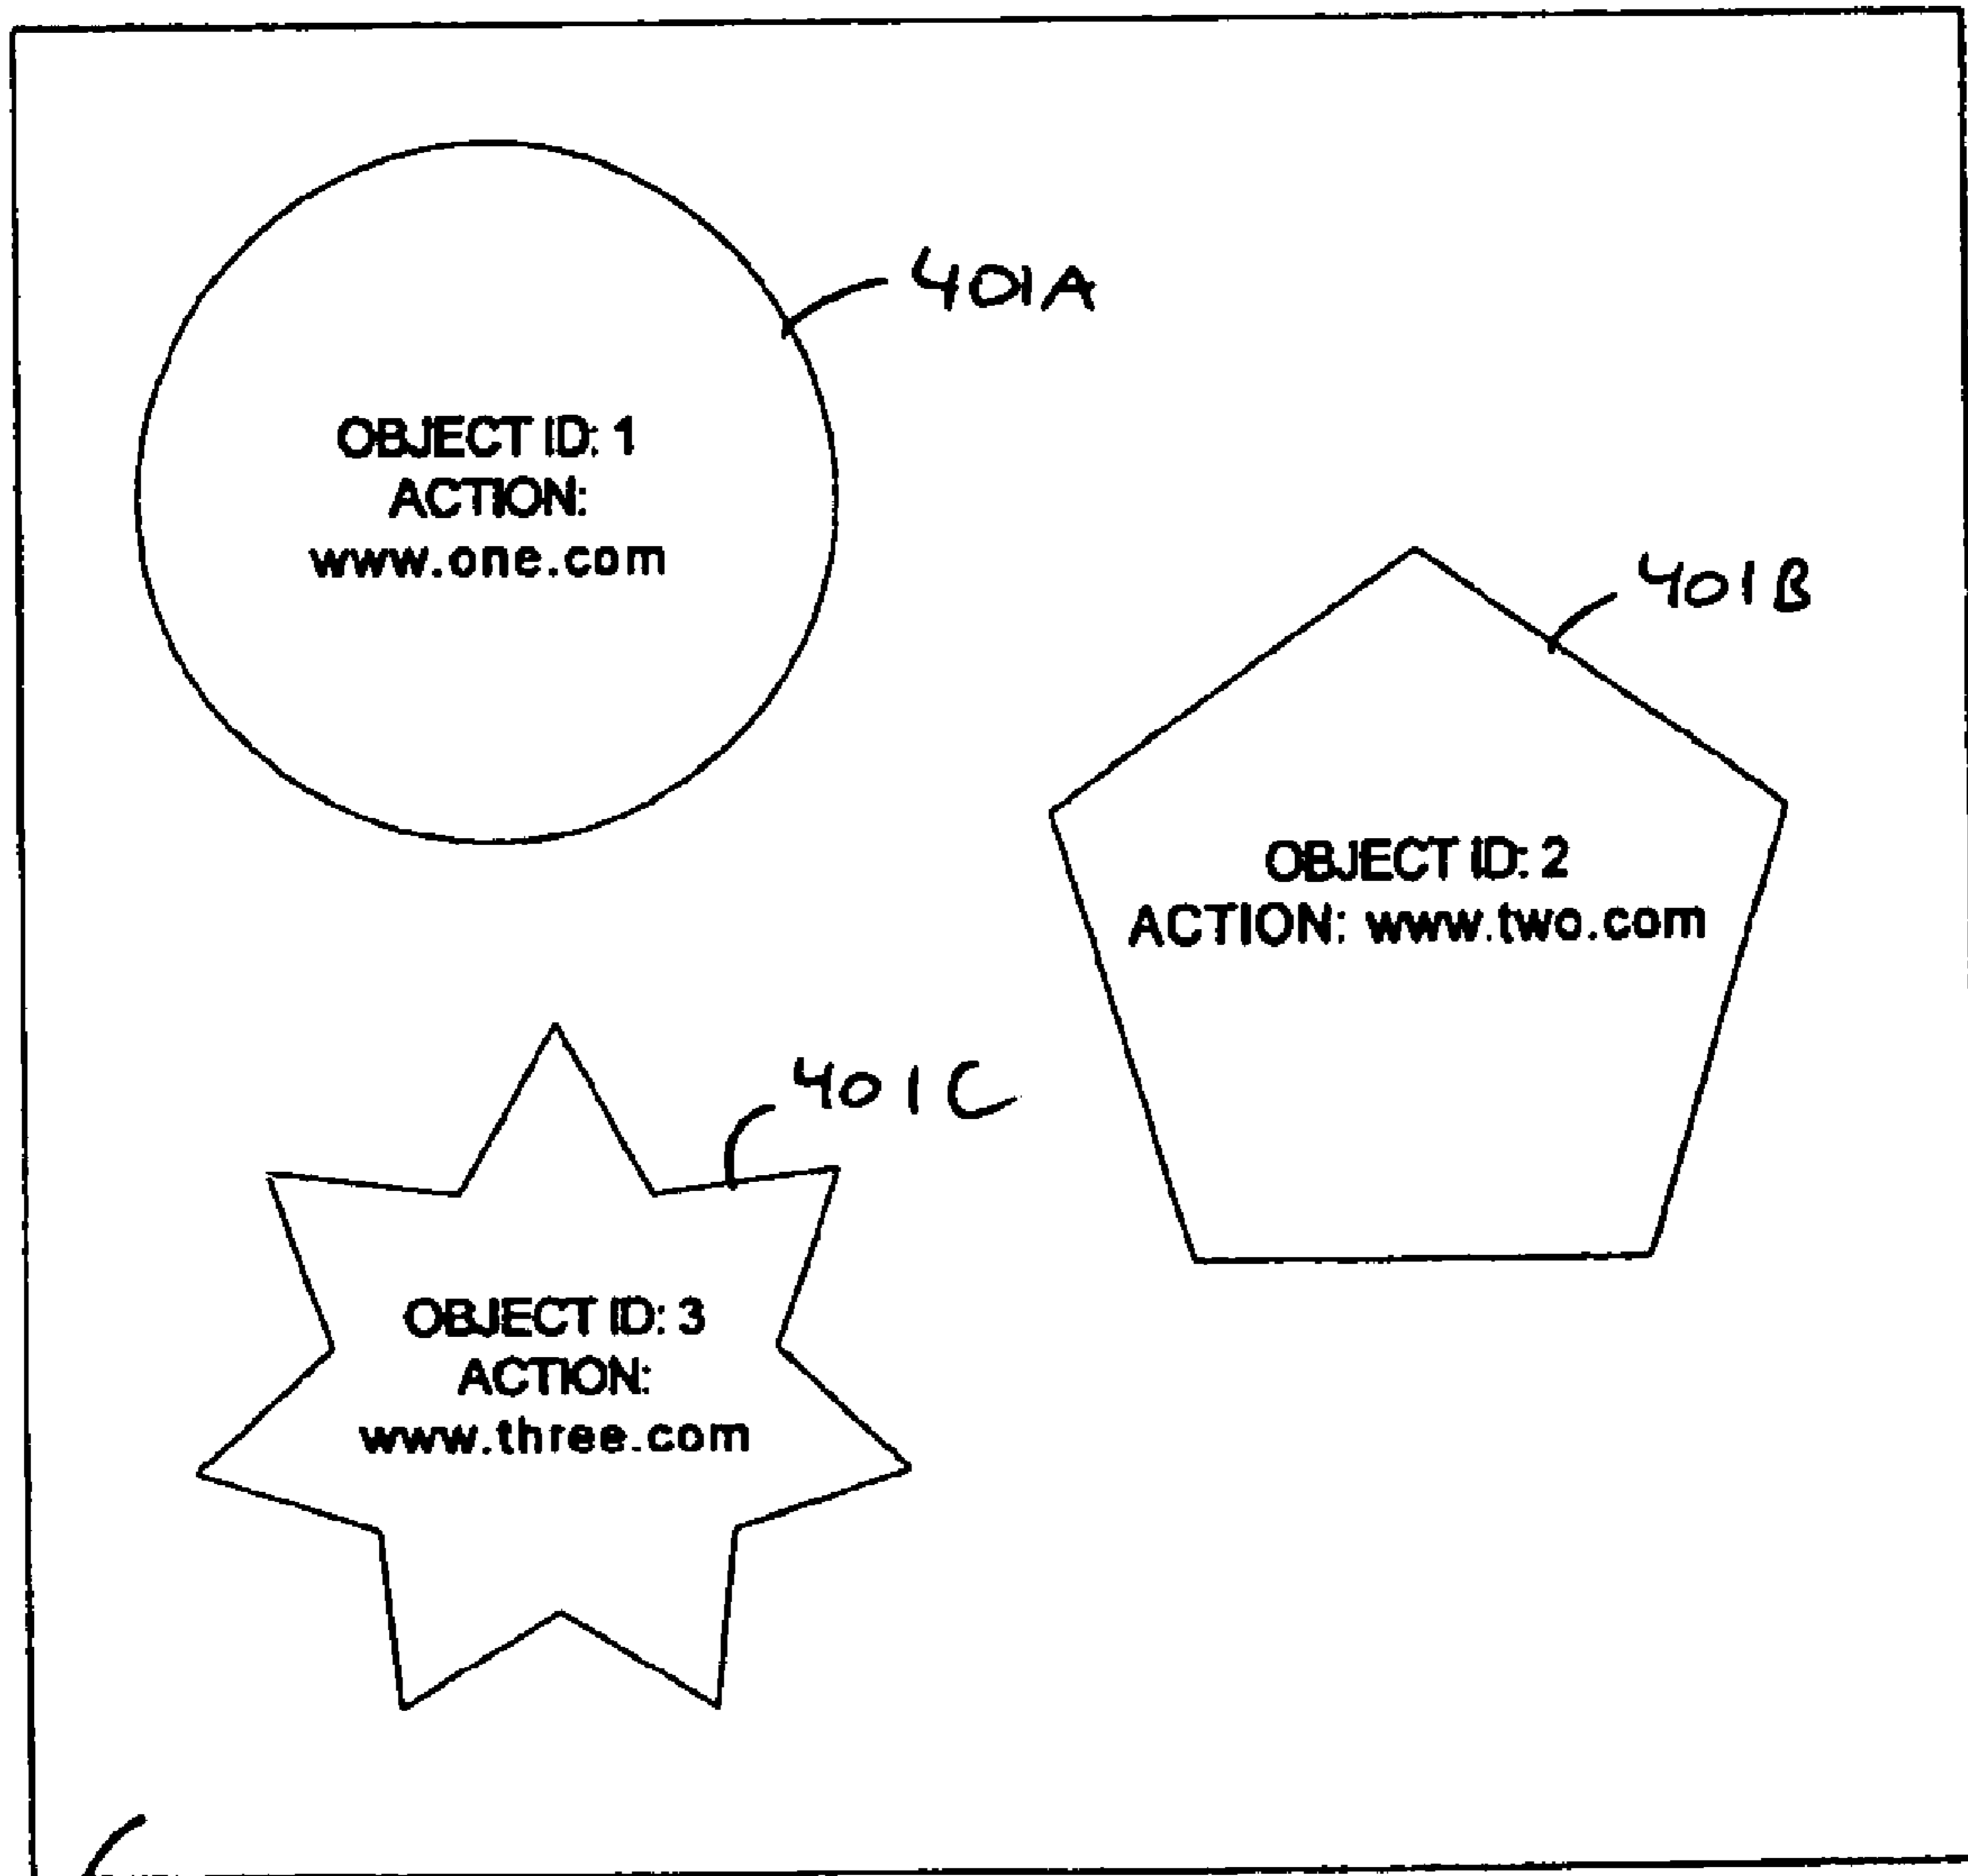 401A
OBJECT ID: 1
ACTION:
www.one.com
401B
OBJECT ID: 2
ACTION: www.two.com
401C
OBJECT ID: 3
ACTION:
www.three.com